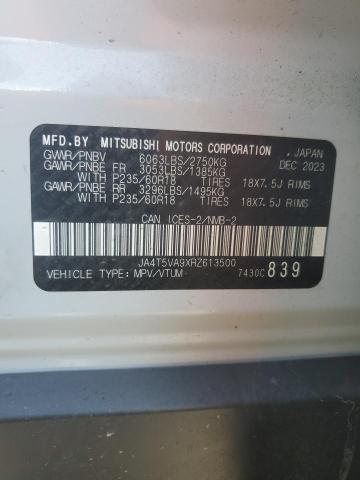 MFD.BY MITSUBISHI MOTORS CORPORATION , JAPAN
GVWR/PNBV 6063LBS/2750KG DEC 2023
GAWR/PNBE FR 3053LBS/1385KG
WITH P235/60R18 TIRES 18X7.5J RIMS
GAWR/PNBE RR 3296LBS/1495KG
WITH P235/60R18 TIRES 18X7.5J RIMS
CAN ICES-2/NMB-2
JA4T5VA9XRZ613500
VEHICLE TYPE: MPV/VTUM 7430C 839